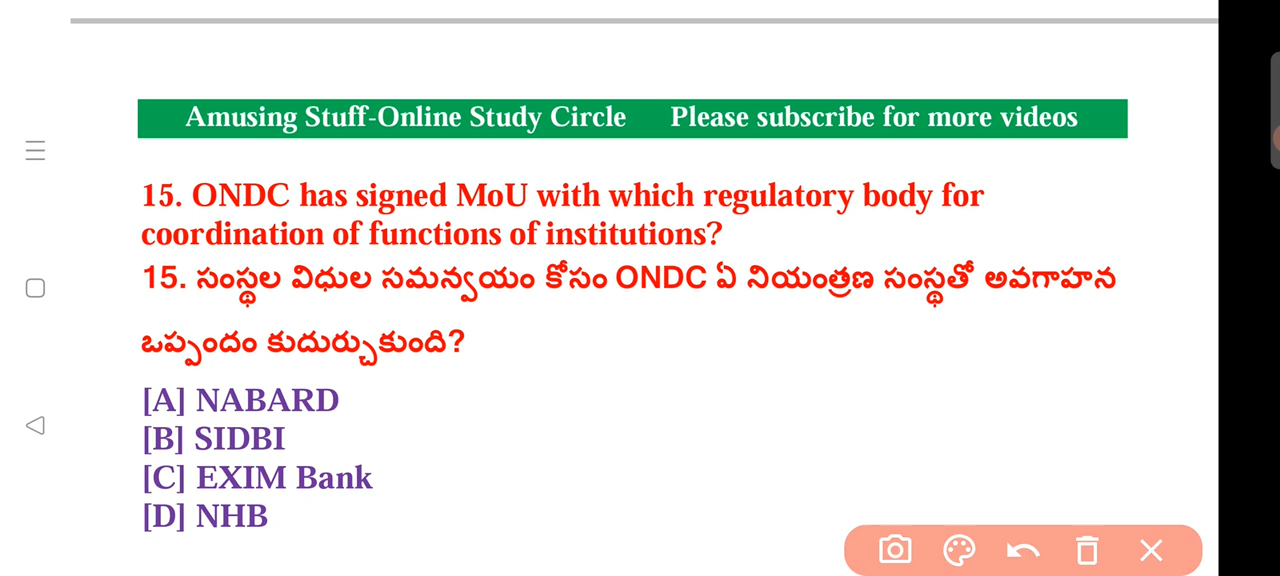 Amusing Stuff-Online Study Circle Please subscribe for more videos
15. ONDC has signed MoU with which regulatory body for
coordination of functions of institutions?
15. సంస్థల విధుల సమన్వయం కోసం ONDC ఏ నియంత్రణ సంస్థతో అవగాహన
ఒప్పందం కుదుర్చుకుంది?
[A] NABARD
[B] SIDBI
[C] EXIM Bank
[D] NHB